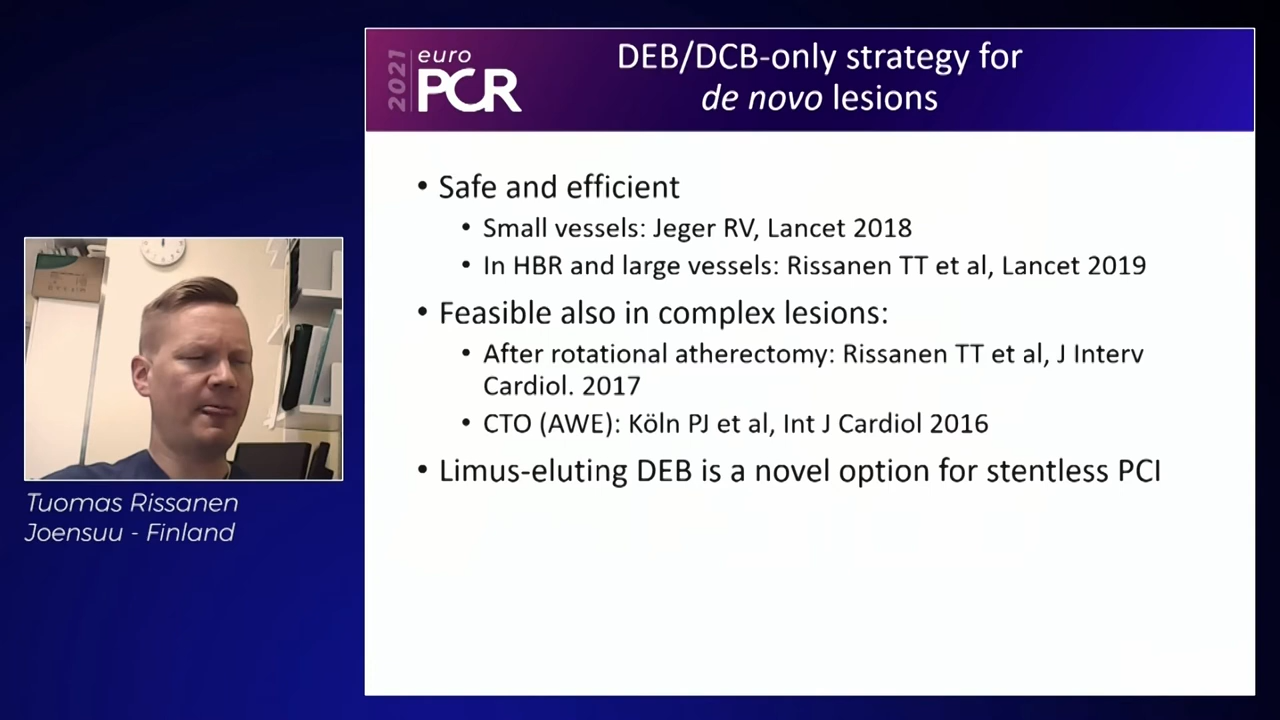 2021 euro
PCR
DEB/DCB-only strategy for
de novo lesions
• Safe and efficient
• Small vessels: Jeger RV, Lancet 2018
• In HBR and large vessels: Rissanen TT et al, Lancet 2019
• Feasible also in complex lesions:
• After rotational atherectomy: Rissanen TT et al, J Interv
Cardiol. 2017
• CTO (AWE): Köln PJ et al, Int J Cardiol 2016
• Limus-eluting DEB is a novel option for stentless PCI
Tuomas Rissanen
Joensuu - Finland